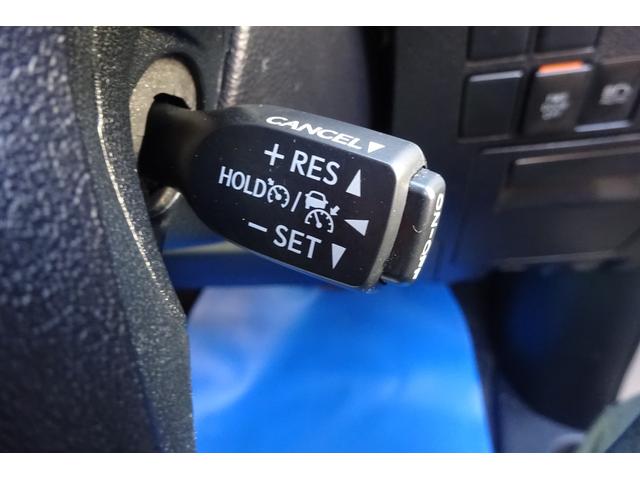 CANCEL▼
+ RES ▲
HOLD / ◀
− SET ▼
ON-OFF